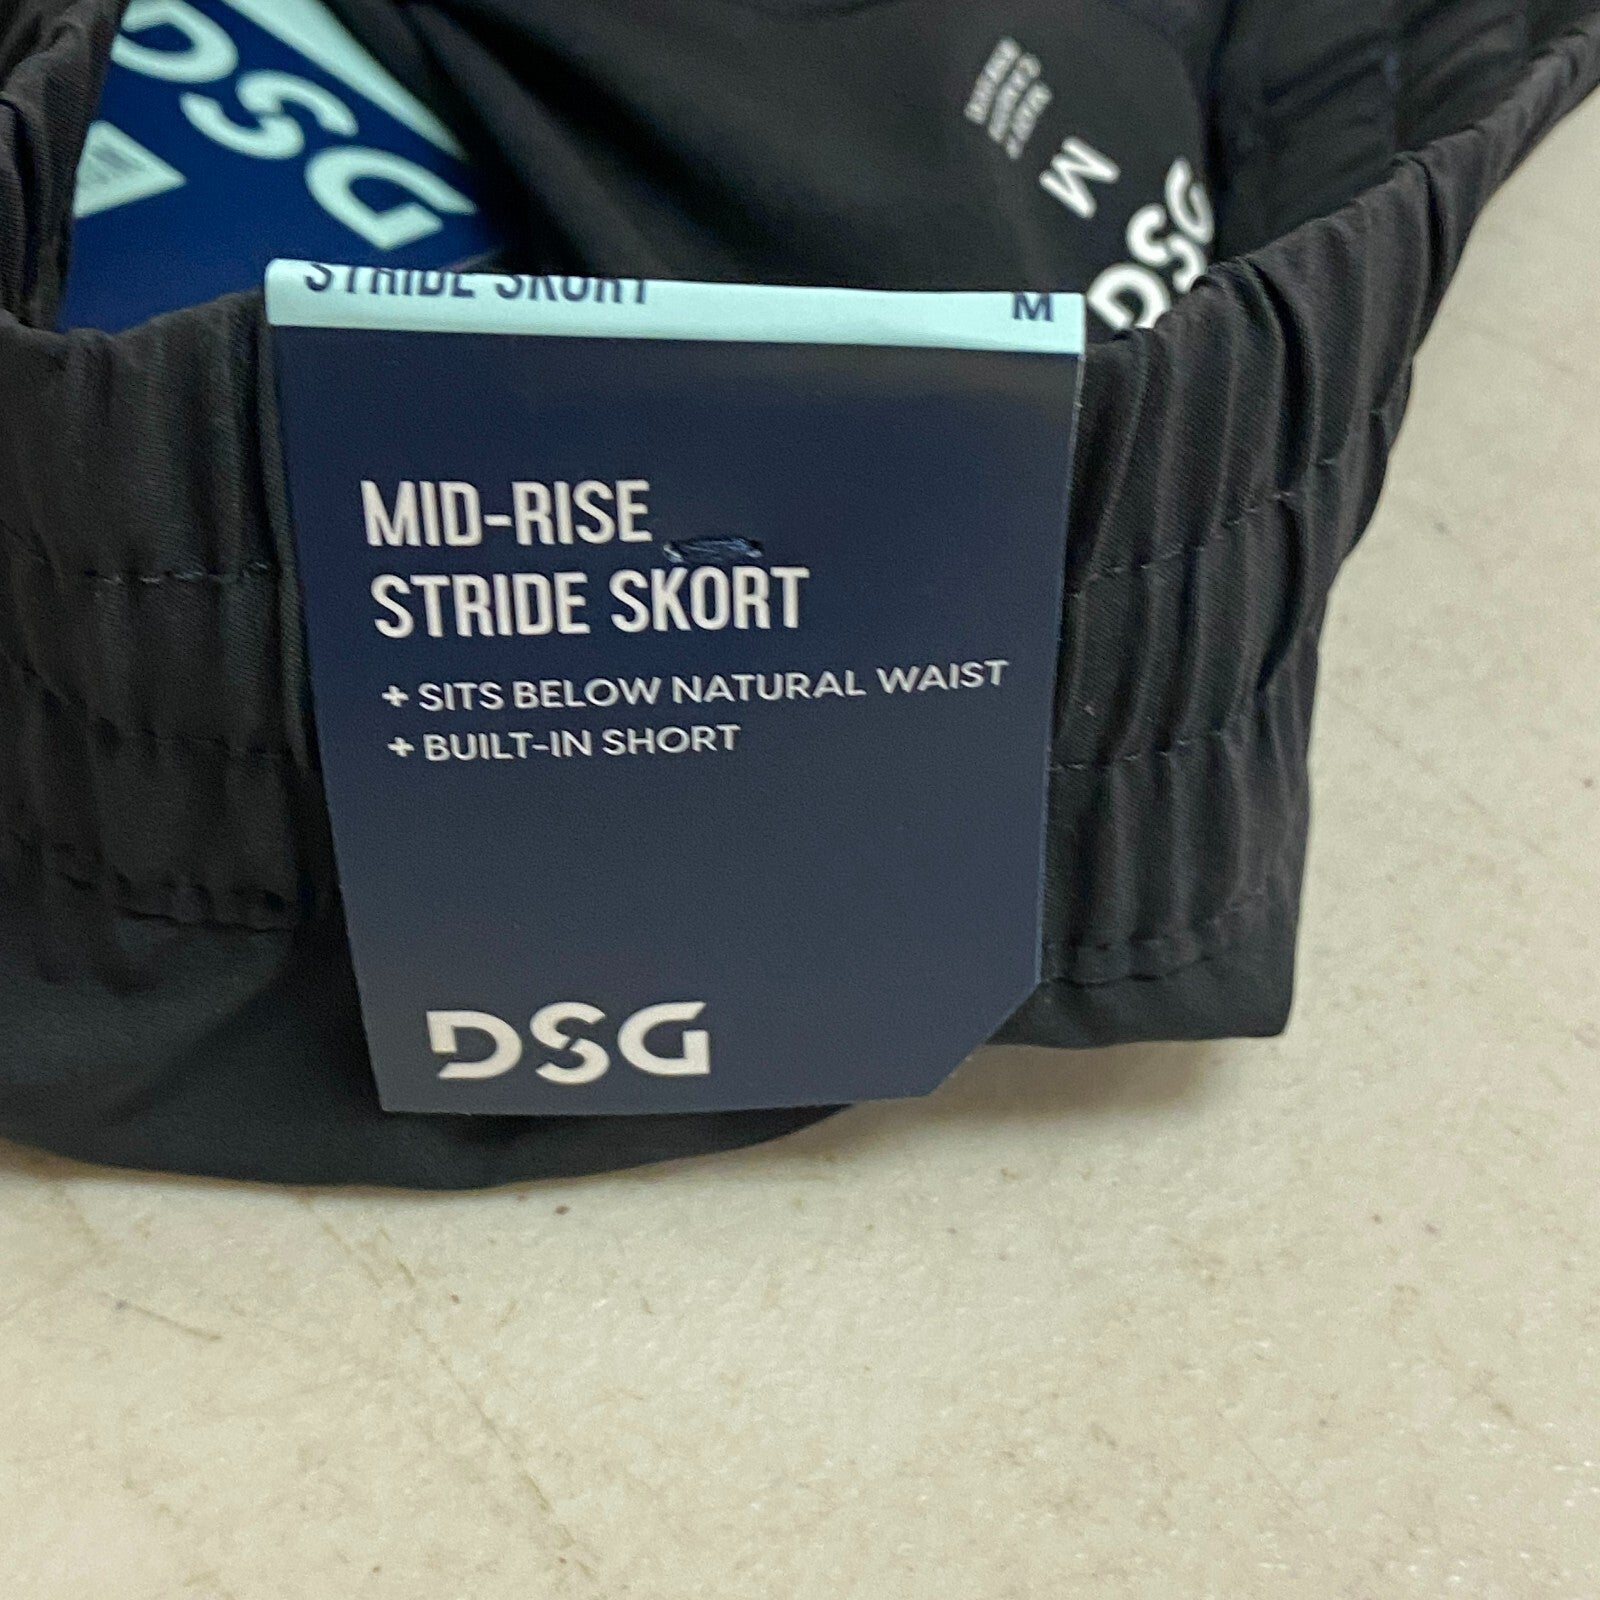 DSG
M
DSG
STRIDE SKORT M
MID-RISE
STRIDE SKORT
+ SITS BELOW NATURAL WAIST
+ BUILT-IN SHORT
DSG